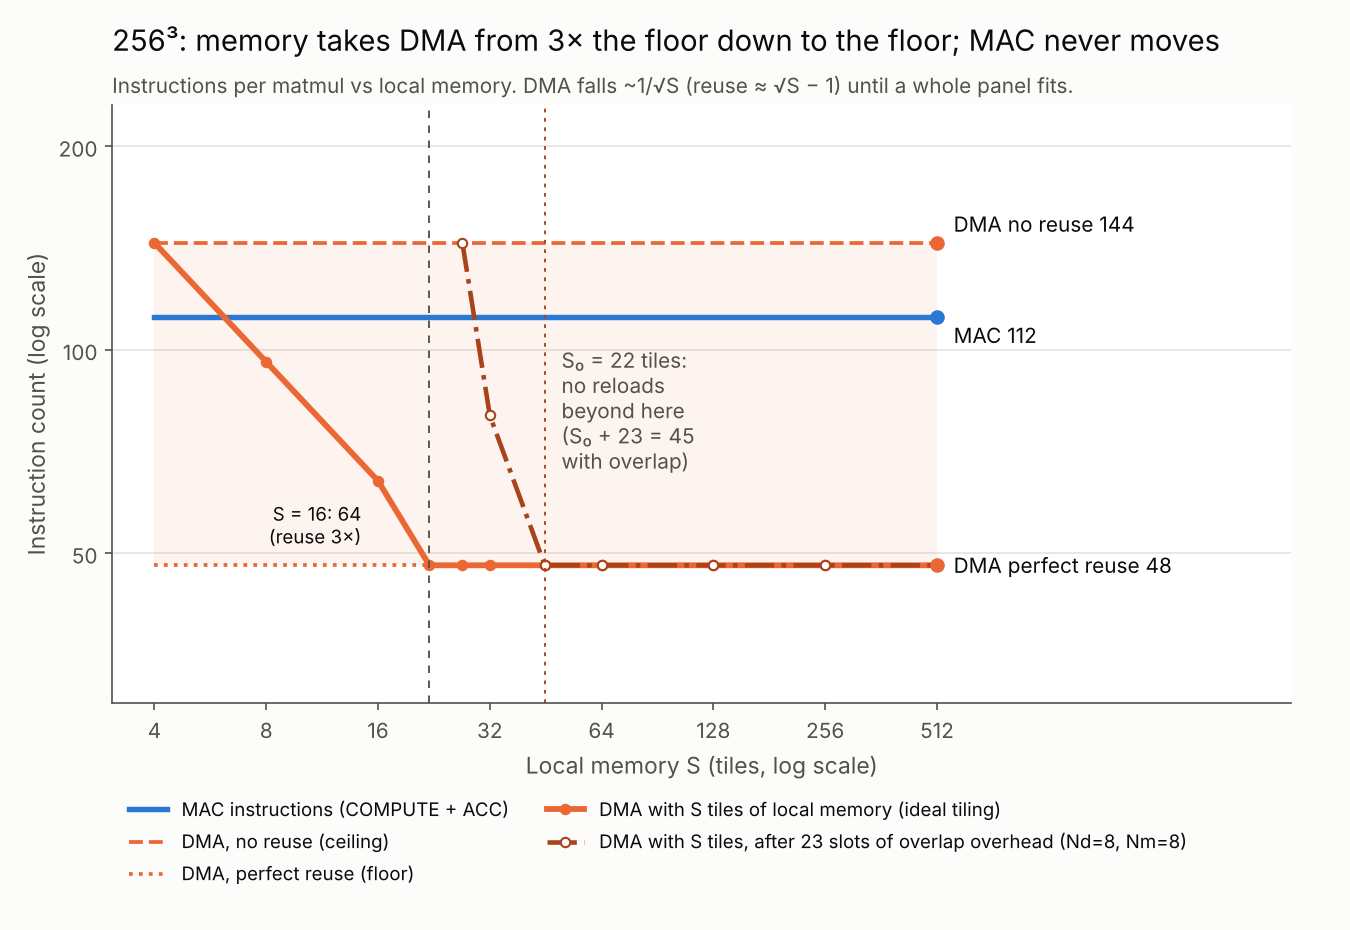 256³: memory takes DMA from 3× the floor down to the floor; MAC never moves
Instructions per matmul vs local memory. DMA falls ~1/√S (reuse ≈ √S − 1) until a whole panel fits.
Instruction count (log scale)
200
100
50
DMA no reuse 144
MAC 112
Sₒ = 22 tiles:
no reloads
beyond here
(Sₒ + 23 = 45
with overlap)
S = 16: 64
(reuse 3×)
DMA perfect reuse 48
4 8 16 32 64 128 256 512
Local memory S (tiles, log scale)
MAC instructions (COMPUTE + ACC)
DMA, no reuse (ceiling)
DMA, perfect reuse (floor)
DMA with S tiles of local memory (ideal tiling)
DMA with S tiles, after 23 slots of overlap overhead (Nd=8, Nm=8)